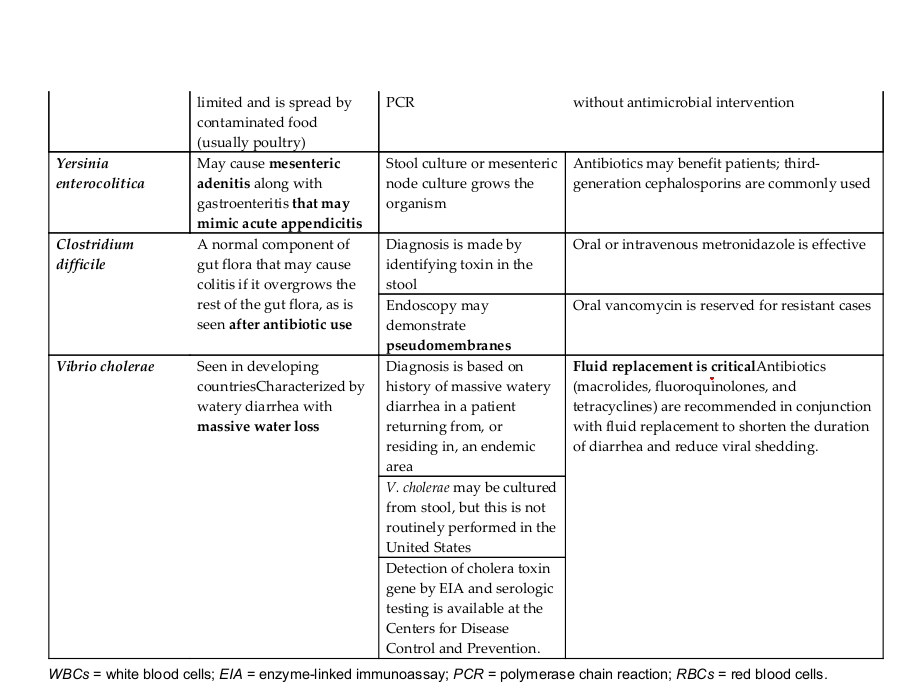 limited and is spread by
contaminated food
(usually poultry)
PCR
without antimicrobial intervention
Yersinia
enterocolitica
May cause mesenteric
adenitis along with
gastroenteritis that may
mimic acute appendicitis
Stool culture or mesenteric
node culture grows the
organism
Antibiotics may benefit patients; third-
generation cephalosporins are commonly used
Clostridium
difficile
A normal component of
gut flora that may cause
colitis if it overgrows the
rest of the gut flora, as is
seen after antibiotic use
Diagnosis is made by
identifying toxin in the
stool
Oral or intravenous metronidazole is effective
Endoscopy may
demonstrate
pseudomembranes
Oral vancomycin is reserved for resistant cases
Vibrio cholerae
Seen in developing
countriesCharacterized by
watery diarrhea with
massive water loss
Diagnosis is based on
history of massive watery
diarrhea in a patient
returning from, or
residing in, an endemic
area
Fluid replacement is criticalAntibiotics
(macrolides, fluoroquinolones, and
tetracyclines) are recommended in conjunction
with fluid replacement to shorten the duration
of diarrhea and reduce viral shedding.
V. cholerae may be cultured
from stool, but this is not
routinely performed in the
United States
Detection of cholera toxin
gene by EIA and serologic
testing is available at the
Centers for Disease
Control and Prevention.
WBCs = white blood cells; EIA = enzyme-linked immunoassay; PCR = polymerase chain reaction; RBCs = red blood cells.